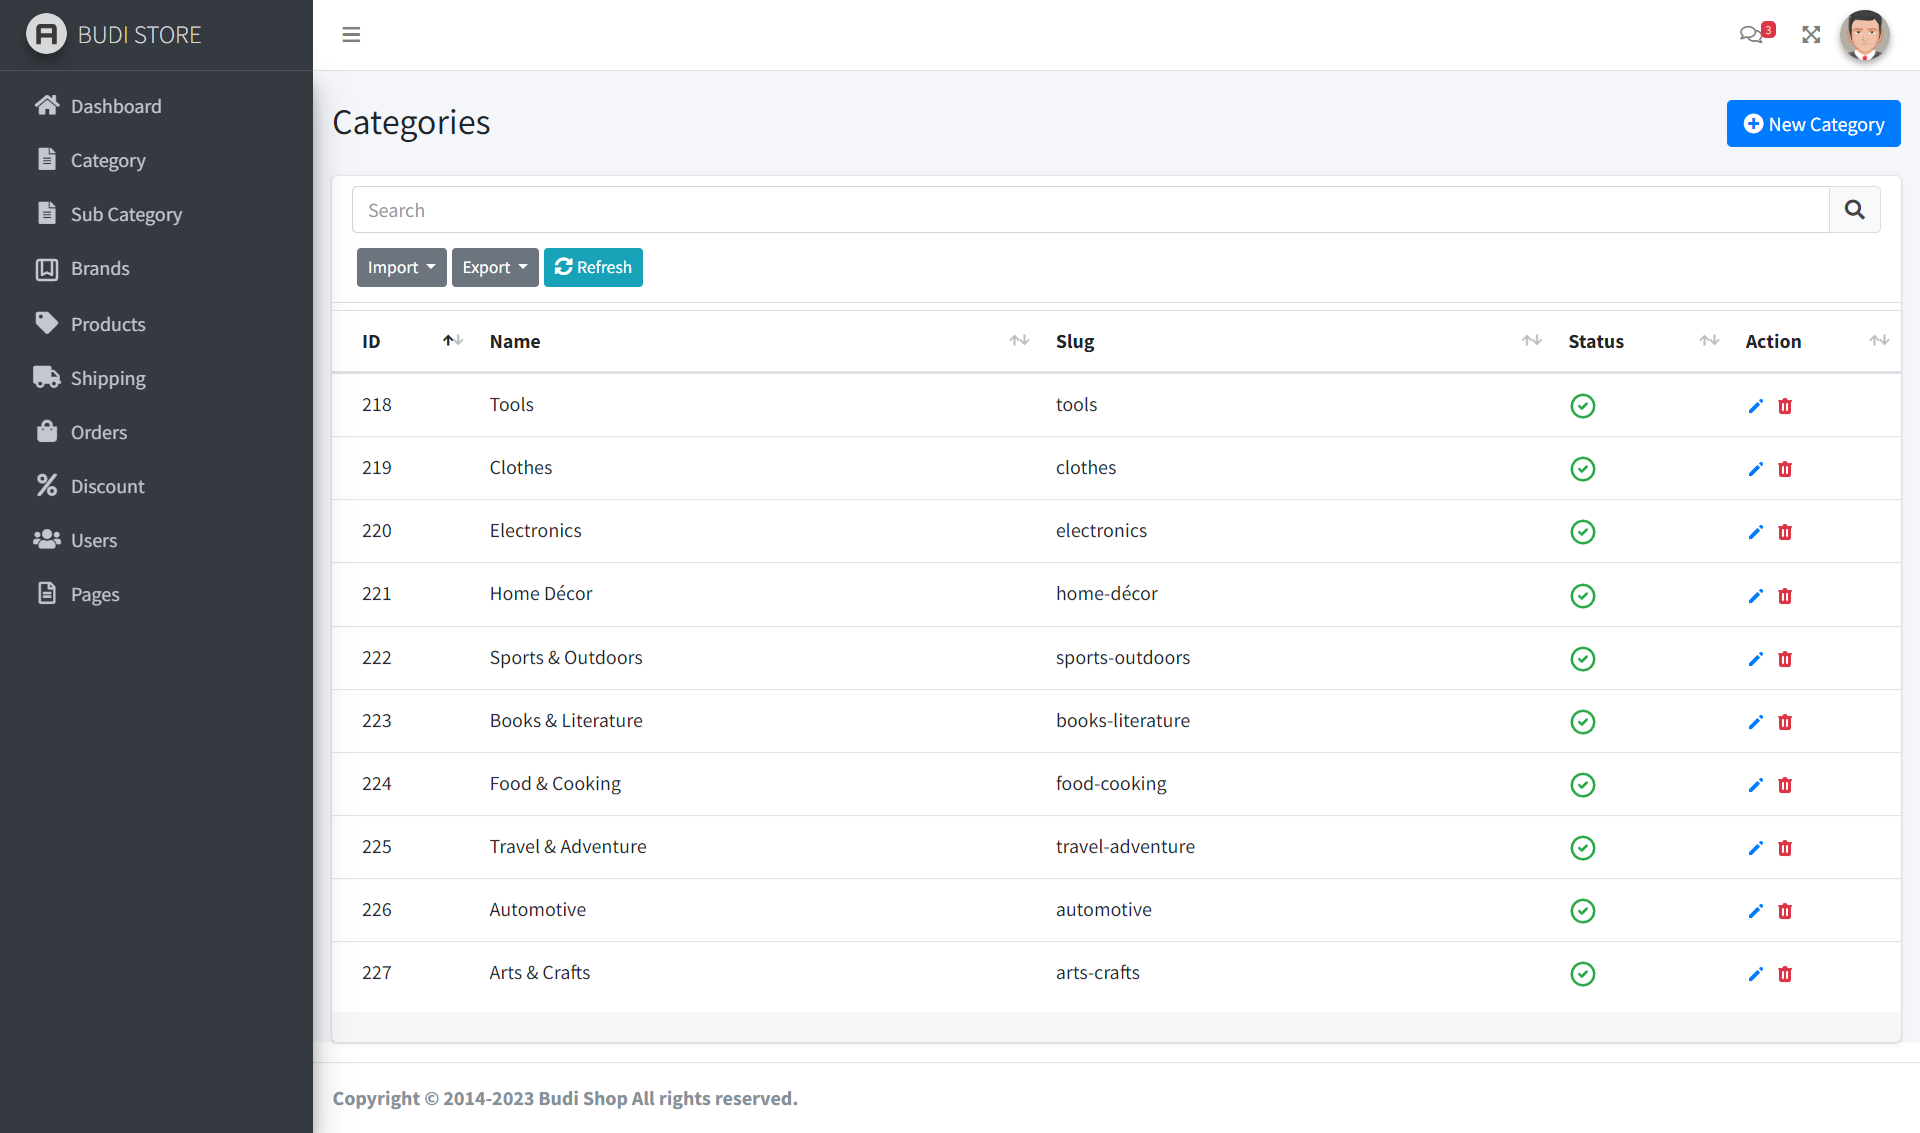 BUDI STORE
3
Dashboard
Category
Sub Category
Brands
Products
Shipping
Orders
Discount
Users
Pages
Categories
New Category
Search
Import
Export
Refresh
ID Name Slug Status Action
218 Tools tools
219 Clothes clothes
220 Electronics electronics
221 Home Décor home-décor
222 Sports & Outdoors sports-outdoors
223 Books & Literature books-literature
224 Food & Cooking food-cooking
225 Travel & Adventure travel-adventure
226 Automotive automotive
227 Arts & Crafts arts-crafts
Copyright © 2014-2023 Budi Shop All rights reserved.